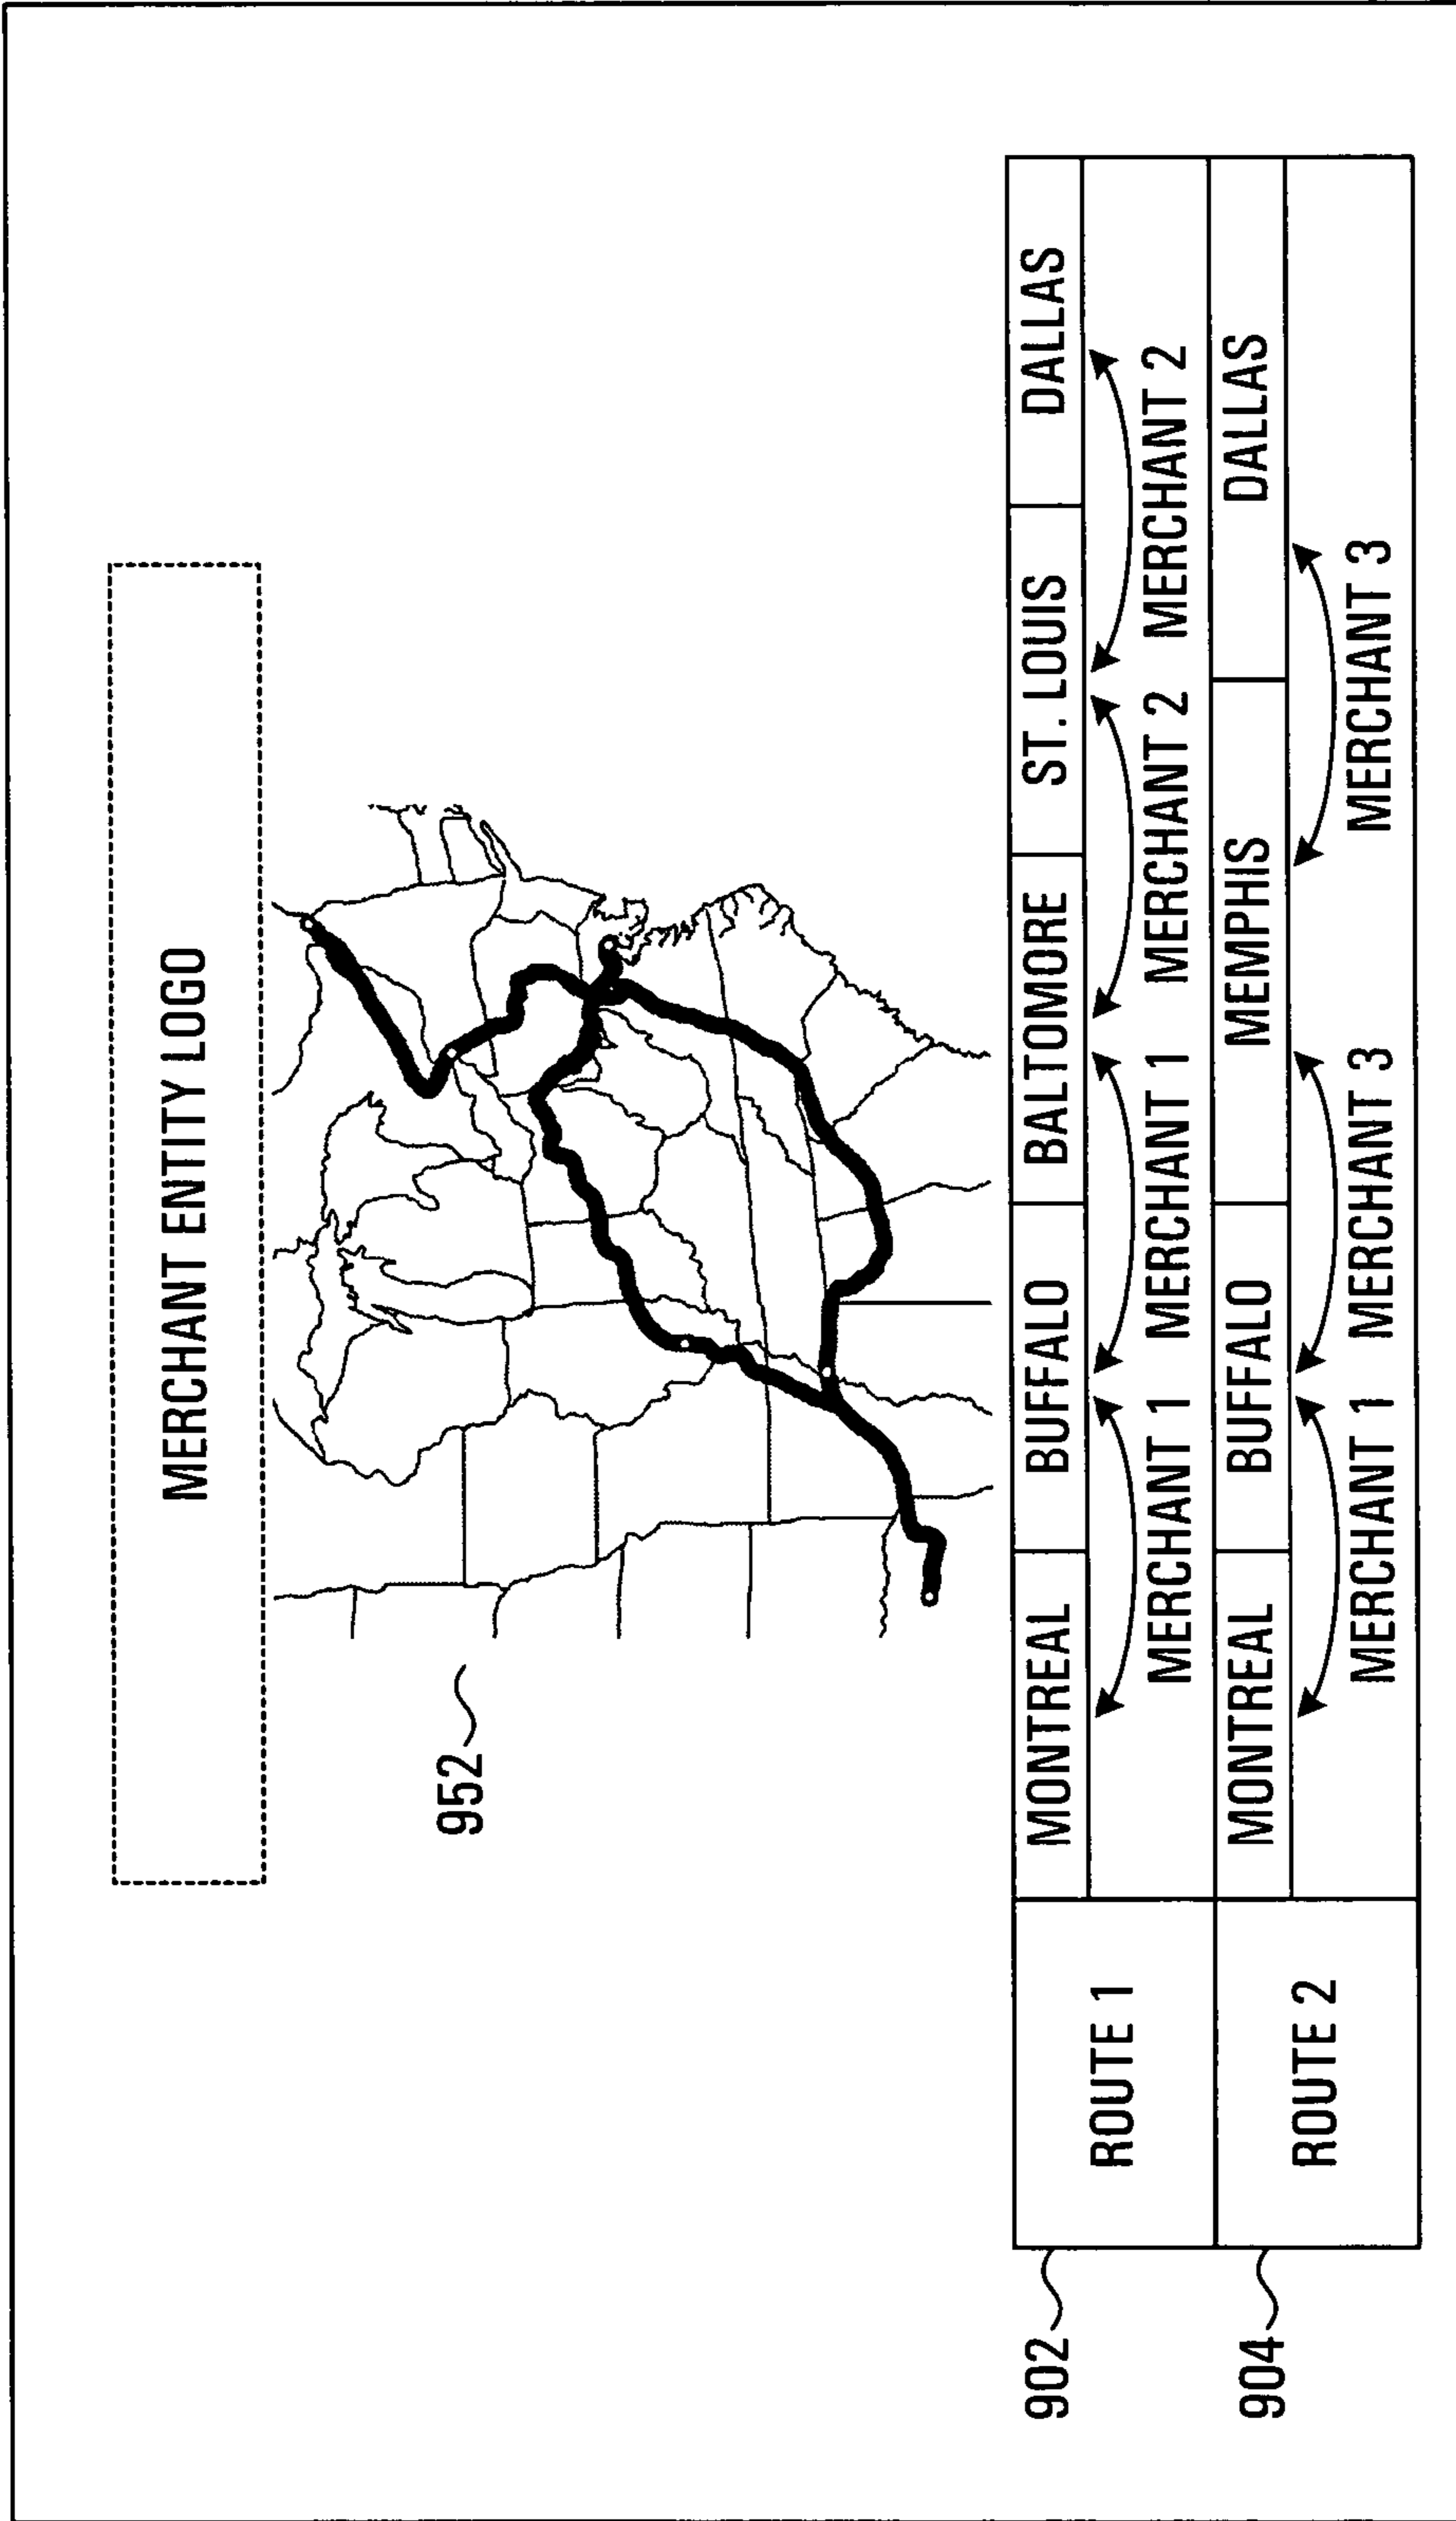 MERCHANT ENTITY LOGO
952
902
ROUTE 1
MONTREAL BUFFALO BALTOMORE ST. LOUIS DALLAS
MERCHANT 1 MERCHANT 1 MERCHANT 2 MERCHANT 2
904
ROUTE 2
MONTREAL BUFFALO MEMPHIS DALLAS
MERCHANT 1 MERCHANT 3 MERCHANT 3